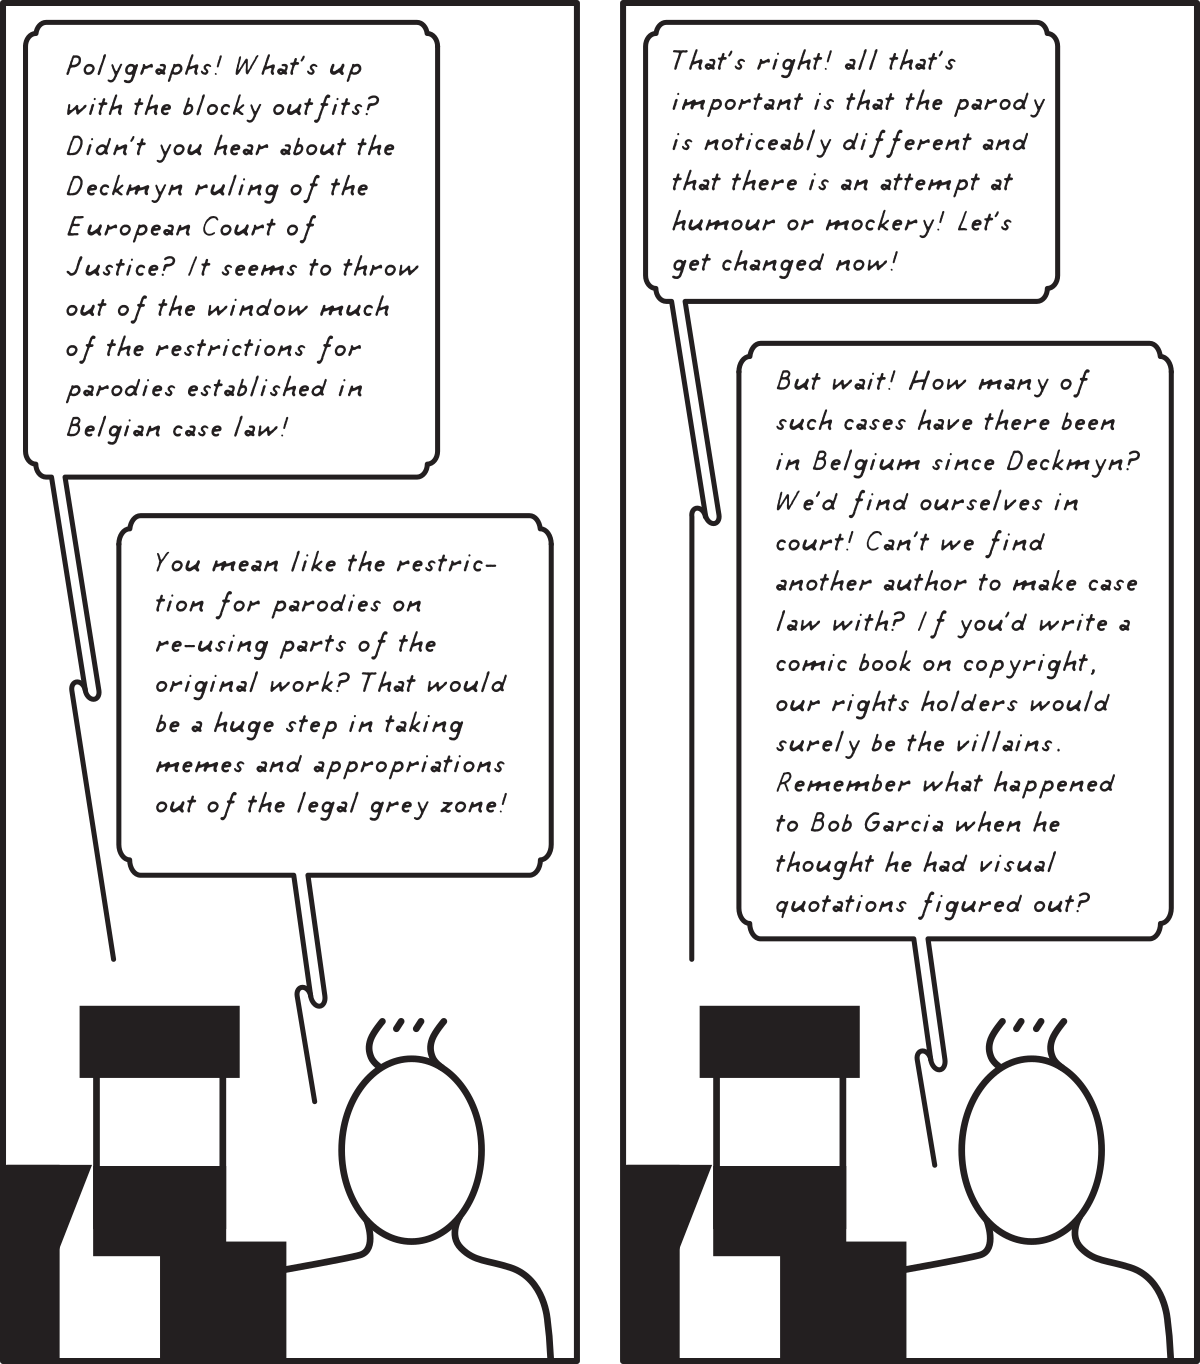 Polygraphs! What's up
with the blocky outfits?
Didn't you hear about the
Deckmyn ruling of the
European Court of
Justice? It seems to throw
out of the window much
of the restrictions for
parodies established in
Belgian case law!
You mean like the restric-
tion for parodies on
re-using parts of the
original work? That would
be a huge step in taking
memes and appropriations
out of the legal grey zone!
That's right! all that's
important is that the parody
is noticeably different and
that there is an attempt at
humour or mockery! Let's
get changed now!
But wait! How many of
such cases have there been
in Belgium since Deckmyn?
We'd find ourselves in
court! Can't we find
another author to make case
law with? If you'd write a
comic book on copyright,
our rights holders would
surely be the villains.
Remember what happened
to Bob Garcia when he
thought he had visual
quotations figured out?